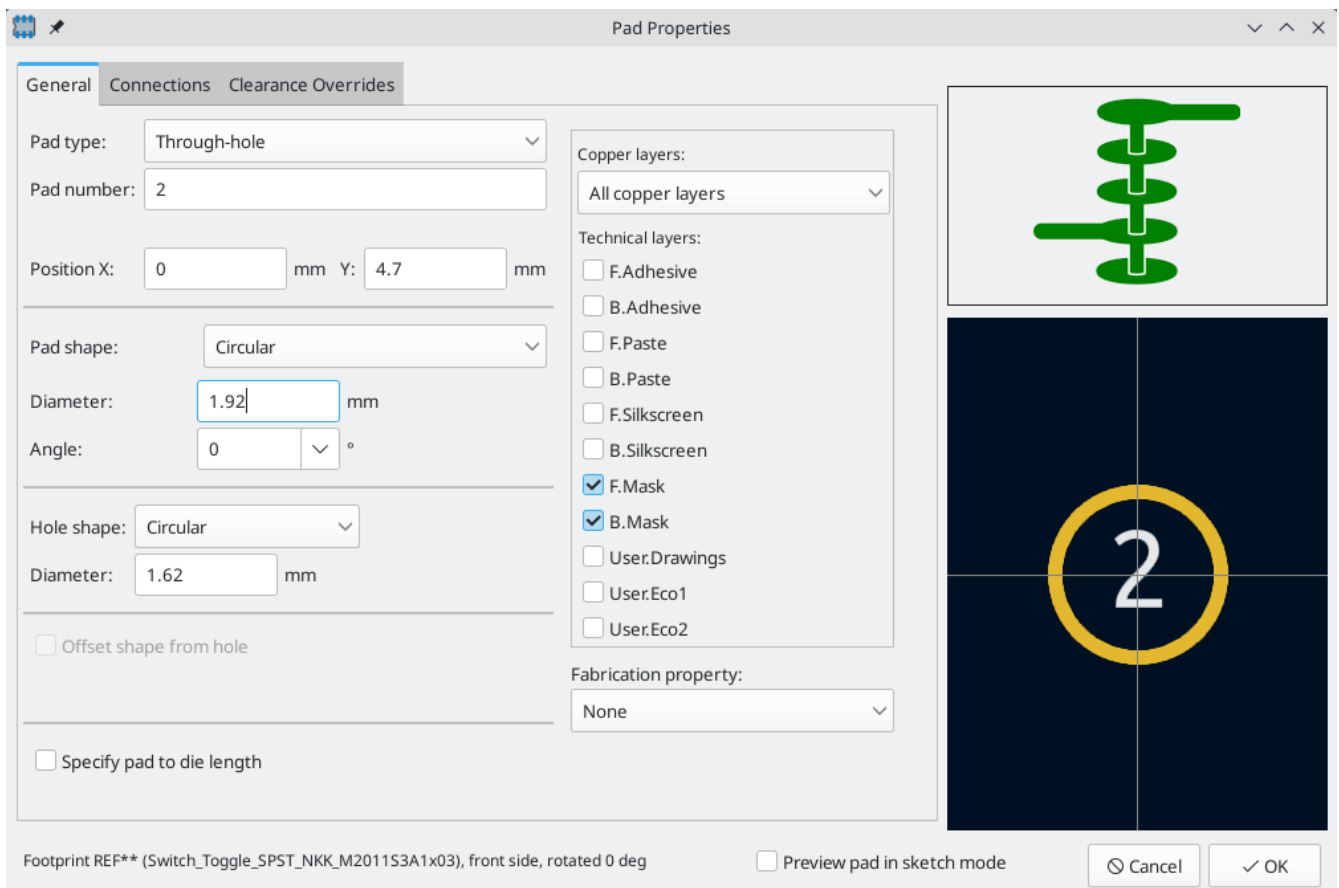 Pad Properties
General Connections Clearance Overrides
Pad type: Through-hole
Pad number: 2
Position X: 0 mm Y: 4.7 mm
Pad shape: Circular
Diameter: 1.92 mm
Angle: 0 °
Hole shape: Circular
Diameter: 1.62 mm
Offset shape from hole
Specify pad to die length
Copper layers:
All copper layers
Technical layers:
F.Adhesive
B.Adhesive
F.Paste
B.Paste
F.Silkscreen
B.Silkscreen
F.Mask
B.Mask
User.Drawings
User.Eco1
User.Eco2
Fabrication property:
None
2
Footprint REF** (Switch_Toggle_SPST_NKK_M2011S3A1x03), front side, rotated 0 deg
Preview pad in sketch mode
Cancel
OK